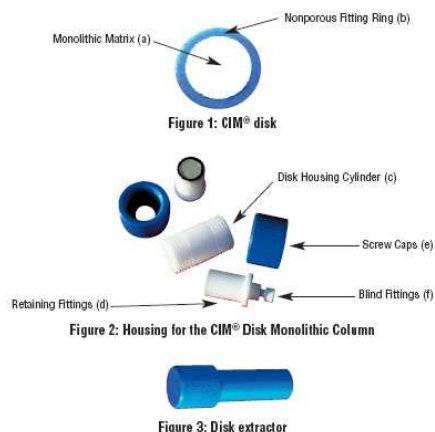 Nonporous Fitting Ring (b)
Monolithic Matrix (a)
Figure 1: CIM® disk
Disk Housing Cylinder (c)
Screw Caps (e)
Blind Fittings (f)
Retaining Fittings (d)
Figure 2: Housing for the CIM® Disk Monolithic Column
Figure 3: Disk extractor